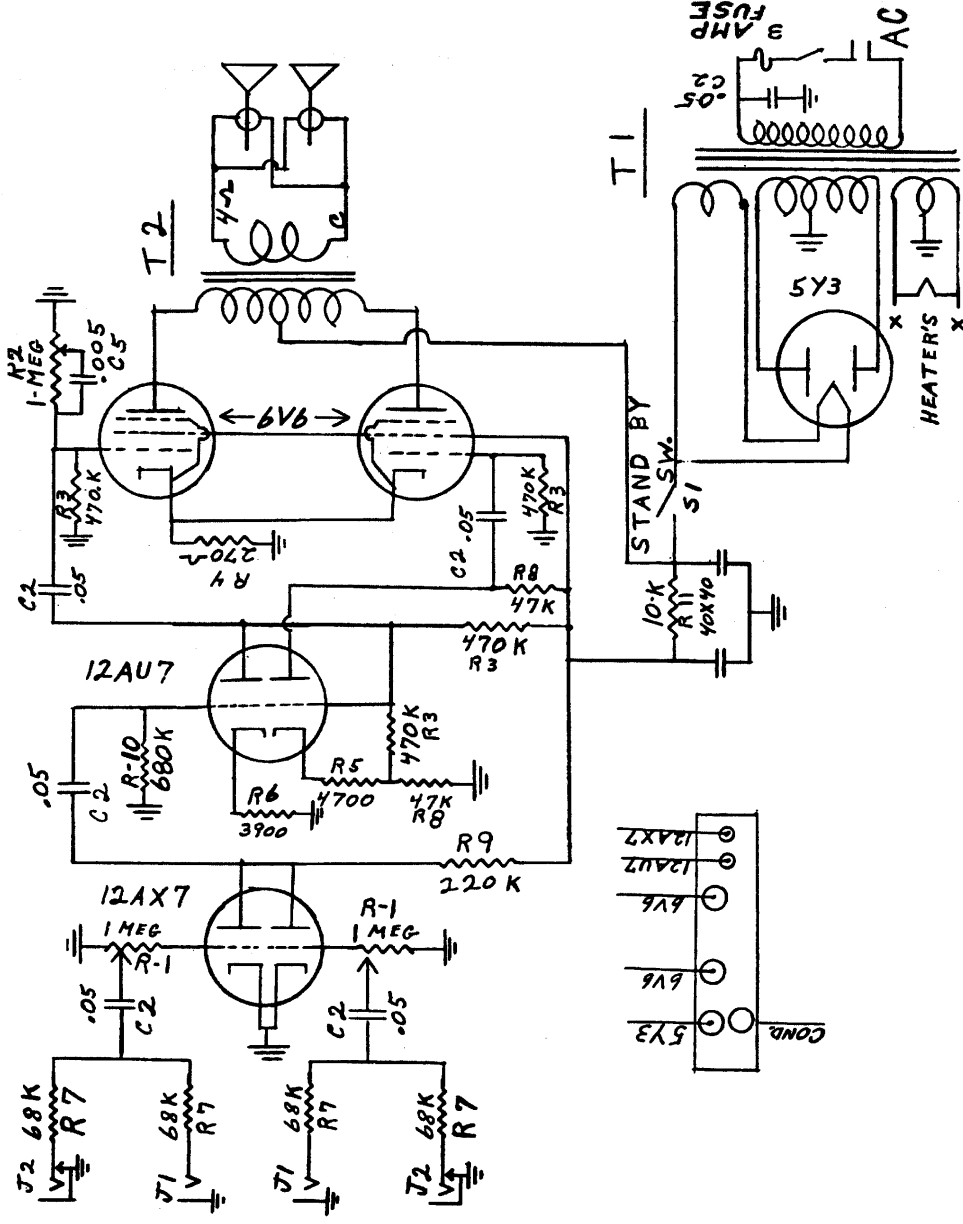 3 AMP
FUSE
AC
.05
C2
T1
T2
4Ω
C
R2
1-MEG
.005
C5
5Y3
X
HEATER'S
X
←6V6→
R3
470.K
R4
270Ω
470K
R3
C2 .05
STAND BY
SW.
S1
C2
.05
R8
47K
470K
R3
10-K
R11
40X40
12AU7
.05
C2
R-10
680K
R6
3900
R5
4700
470K
R3
47K
R8
R9
220K
12AX7
1 MEG
R-1
R-1
1 MEG
.05
C2
C2
.05
J2
68K
R7
J1
68K
R7
J1
68K
R7
J2
68K
R7
12AX7
12AU7
6V6
6V6
5Y3
COND.